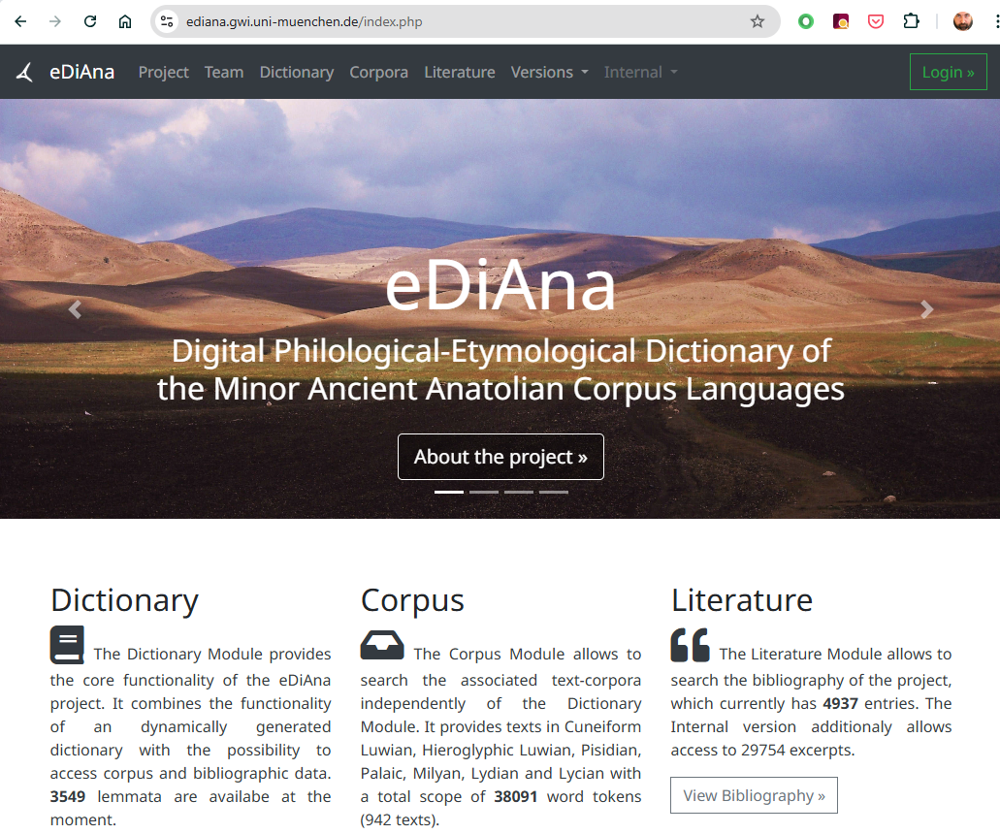 ediana.gwi.uni-muenchen.de/index.php
eDiAna Project Team Dictionary Corpora Literature Versions Internal Login »
eDiAna
Digital Philological-Etymological Dictionary of
the Minor Ancient Anatolian Corpus Languages
About the project »
Dictionary
The Dictionary Module provides
the core functionality of the eDiAna
project. It combines the functionality
of an dynamically generated
dictionary with the possibility to
access corpus and bibliographic data.
3549 lemmata are availabe at the
moment.
Corpus
The Corpus Module allows to
search the associated text-corpora
independently of the Dictionary
Module. It provides texts in Cuneiform
Luwian, Hieroglyphic Luwian, Pisidian,
Palaic, Milyan, Lydian and Lycian with
a total scope of 38091 word tokens
(942 texts).
Literature
The Literature Module allows to
search the bibliography of the project,
which currently has 4937 entries. The
Internal version additionaly allows
access to 29754 excerpts.
View Bibliography »